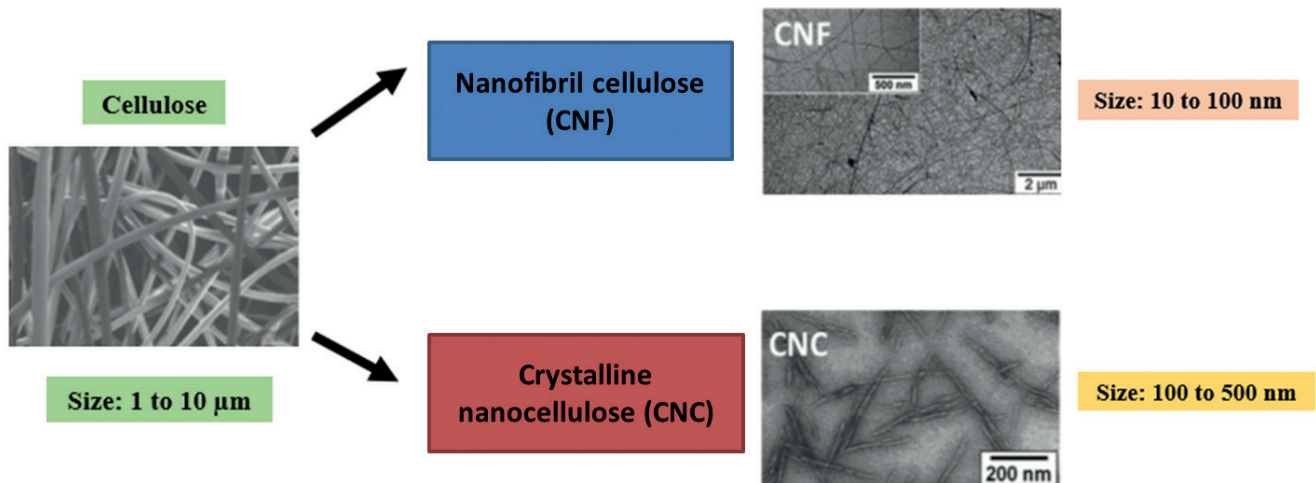 Cellulose
Size: 1 to 10 μm
Nanofibril cellulose
(CNF)
CNF
500 nm
2 μm
Size: 10 to 100 nm
Crystalline
nanocellulose (CNC)
CNC
200 nm
Size: 100 to 500 nm